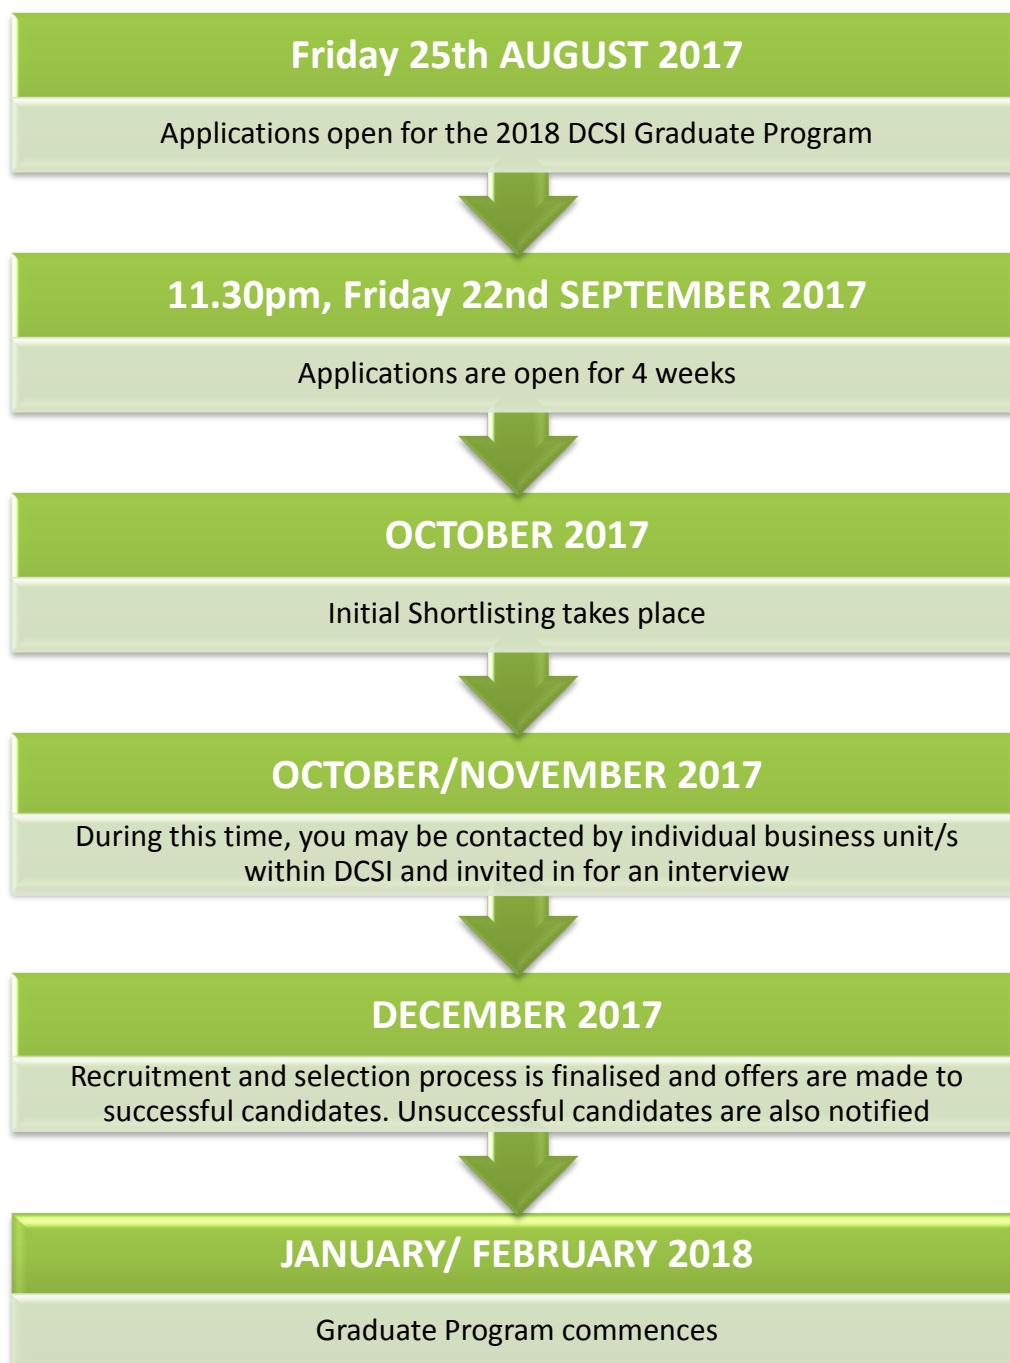 Friday 25th AUGUST 2017
Applications open for the 2018 DCSI Graduate Program
11.30pm, Friday 22nd SEPTEMBER 2017
Applications are open for 4 weeks
OCTOBER 2017
Initial Shortlisting takes place
OCTOBER/NOVEMBER 2017
During this time, you may be contacted by individual business unit/s
within DCSI and invited in for an interview
DECEMBER 2017
Recruitment and selection process is finalised and offers are made to
successful candidates. Unsuccessful candidates are also notified
JANUARY/ FEBRUARY 2018
Graduate Program commences